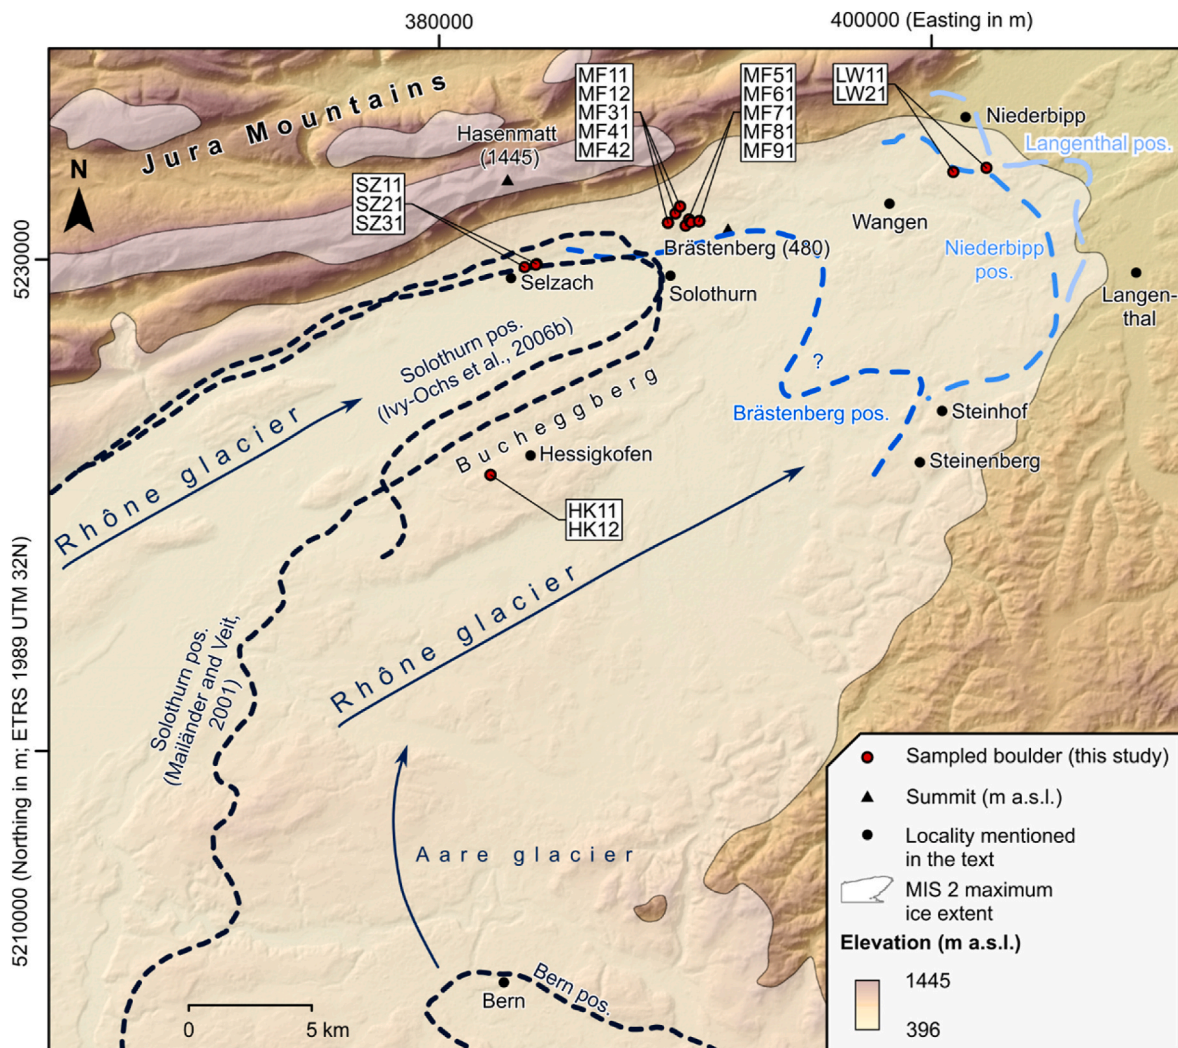 380000
400000 (Easting in m)
Jura Mountains
N
Hasenmatt
(1445)
MF11
MF12
MF31
MF41
MF42
MF51
MF61
MF71
MF81
MF91
LW11
LW21
Niederbipp
Langenthal pos.
SZ11
SZ21
SZ31
Wangen
5230000
Brästenberg (480)
Niederbipp
pos.
Selzach
Solothurn
Langen-
thal
Solothurn pos.
(Ivy-Ochs et al., 2006b)
?
Brästenberg pos.
Bucheggberg
Steinhof
Hessigkofen
Steinenberg
Rhône glacier
HK11
HK12
Rhône glacier
Solothurn pos.
(Mailänder and Veit,
2001)
5210000 (Northing in m; ETRS 1989 UTM 32N)
Aare glacier
Bern pos.
Bern
0 5 km
Sampled boulder (this study)
Summit (m a.s.l.)
Locality mentioned
in the text
MIS 2 maximum
ice extent
Elevation (m a.s.l.)
1445
396